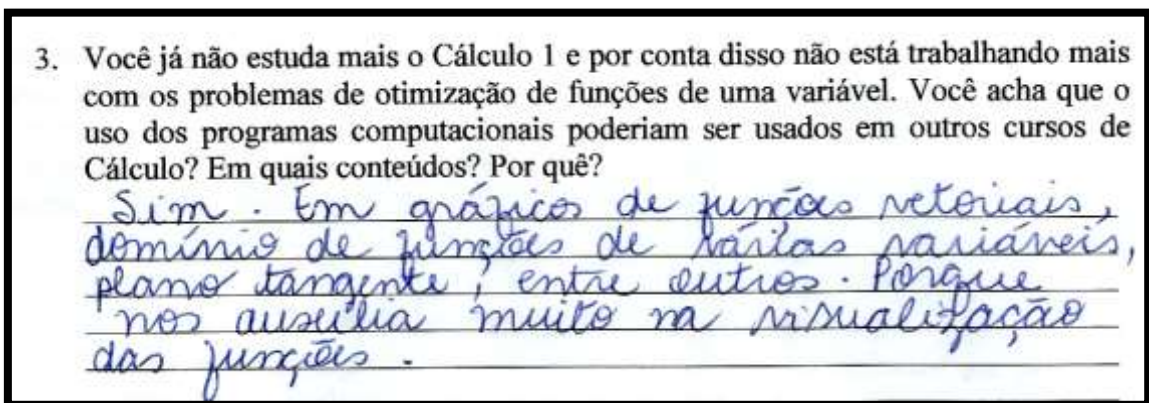 3. Você já não estuda mais o Cálculo 1 e por conta disso não está trabalhando mais
com os problemas de otimização de funções de uma variável. Você acha que o
uso dos programas computacionais poderiam ser usados em outros cursos de
Cálculo? Em quais conteúdos? Por quê?
Sim. Em gráficos de funções vetoriais,
domínio de funções de várias variáveis,
plano tangente, entre outros. Porque
nos auxilia muito na visualização
das funções.